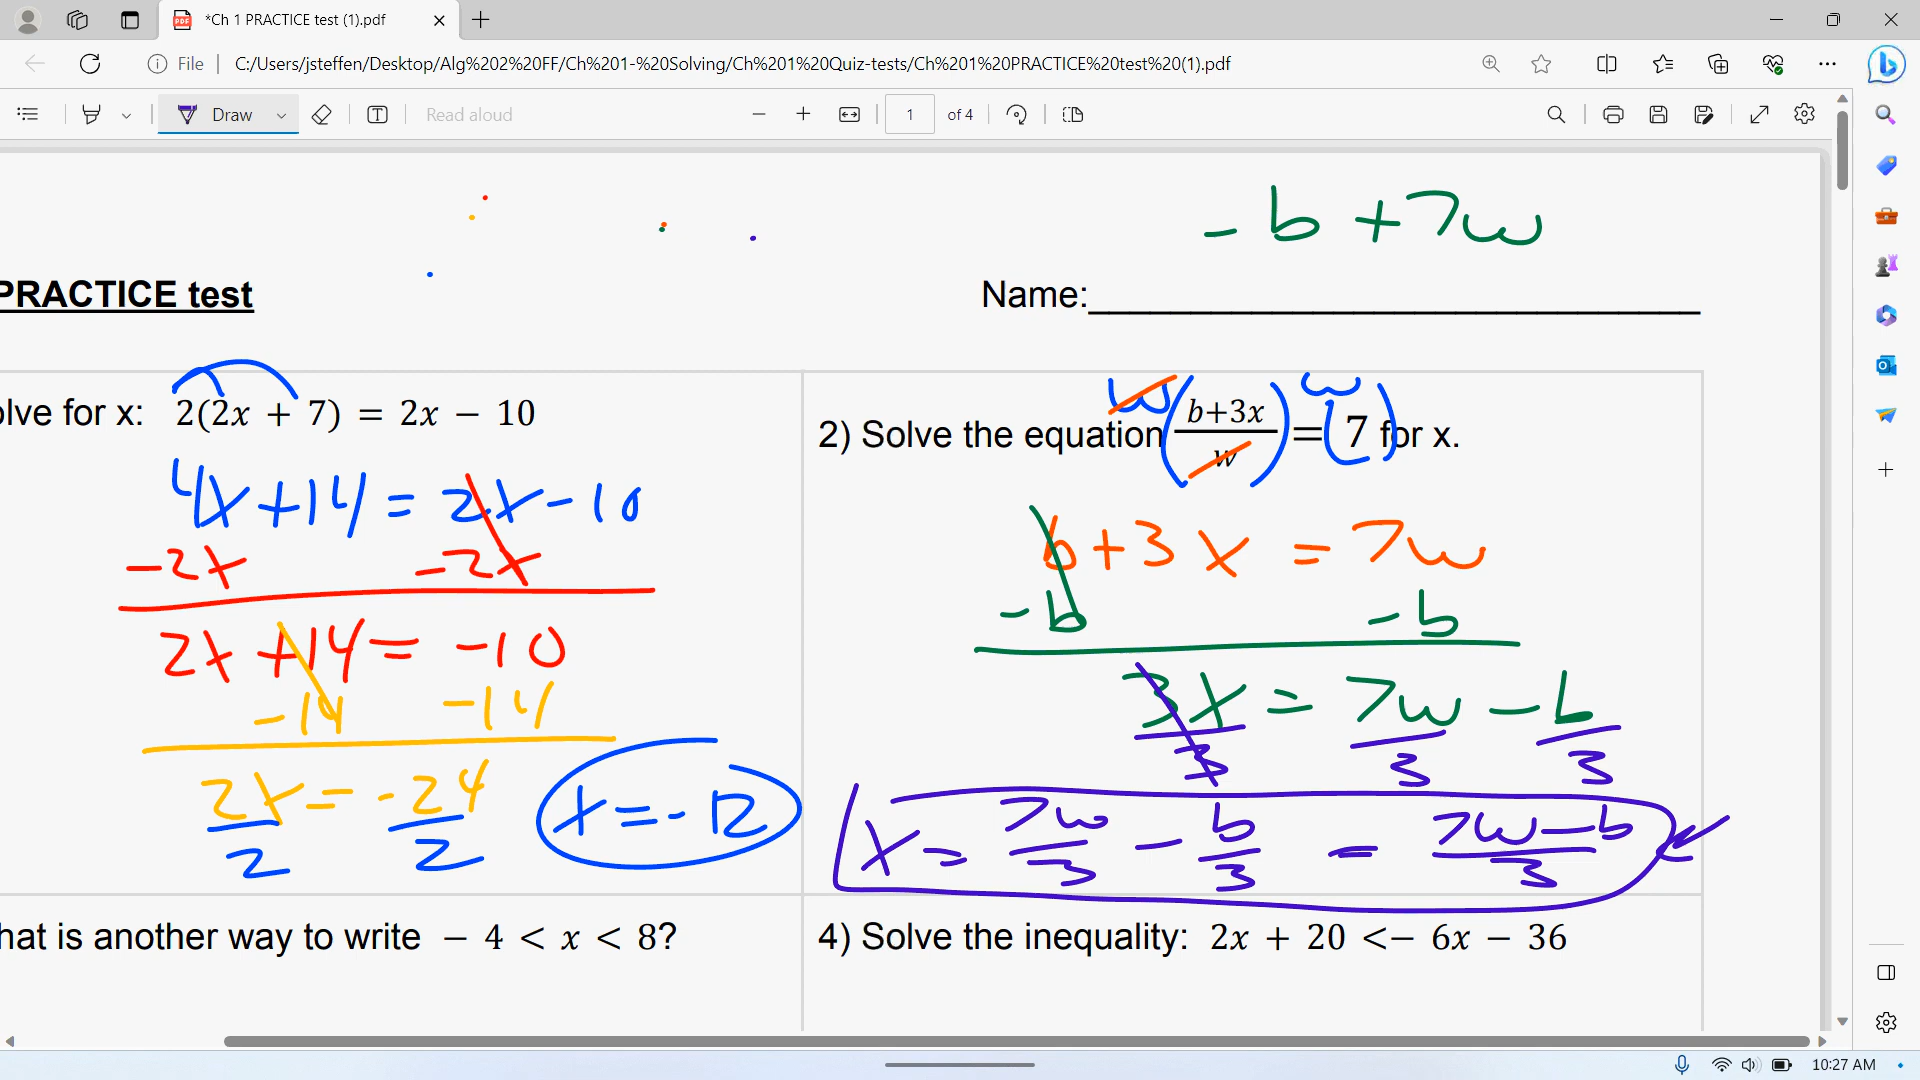 *Ch 1 PRACTICE test (1).pdf
File
C:/Users/jsteffen/Desktop/Alg%202%20FF/Ch%201-%20Solving/Ch%201%20Quiz-tests/Ch%201%20PRACTICE%20test%20(1).pdf
Draw
Read aloud
1 of 4
- b + 7w
PRACTICE test
Name:
olve for x: 2(2x + 7) = 2x − 10
4x + 14 = 2x - 10
-2x -2x
2x + 14 = -10
-14 -14
2x = -24
2 2
x = -12
w w
2) Solve the equation (b+3x / w) = (7) for x.
b + 3x = 7w
- b - b
3x = 7w - b
3 3 3
x = 7w/3 - b/3 = 7w-b/3
hat is another way to write − 4 < x < 8?
4) Solve the inequality: 2x + 20 <− 6x − 36
10:27 AM